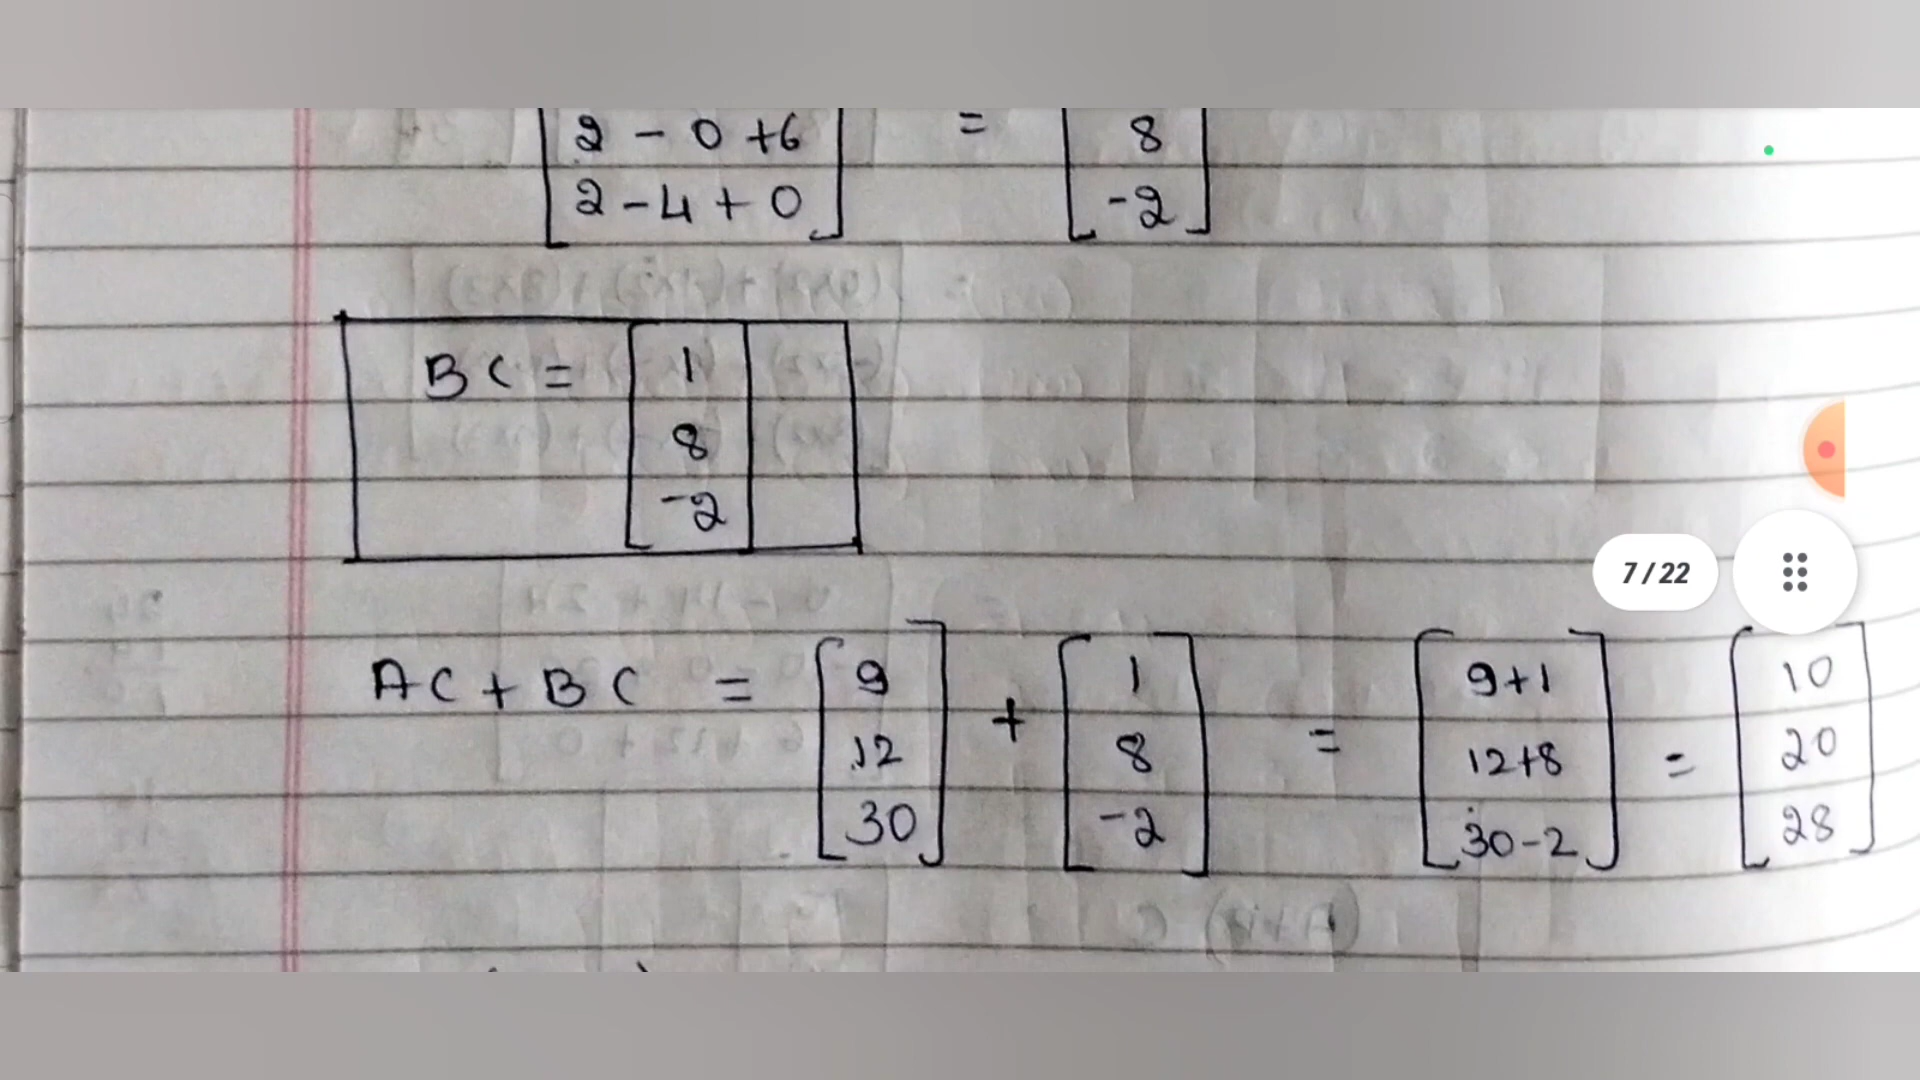 2 - 0 +6 = 8
2 - 4 + 0 -2
BC = 1
8
-2
7 / 22
AC + BC = 9 + 1 = 9+1 = 10
12 8 12+8 20
30 -2 30-2 28